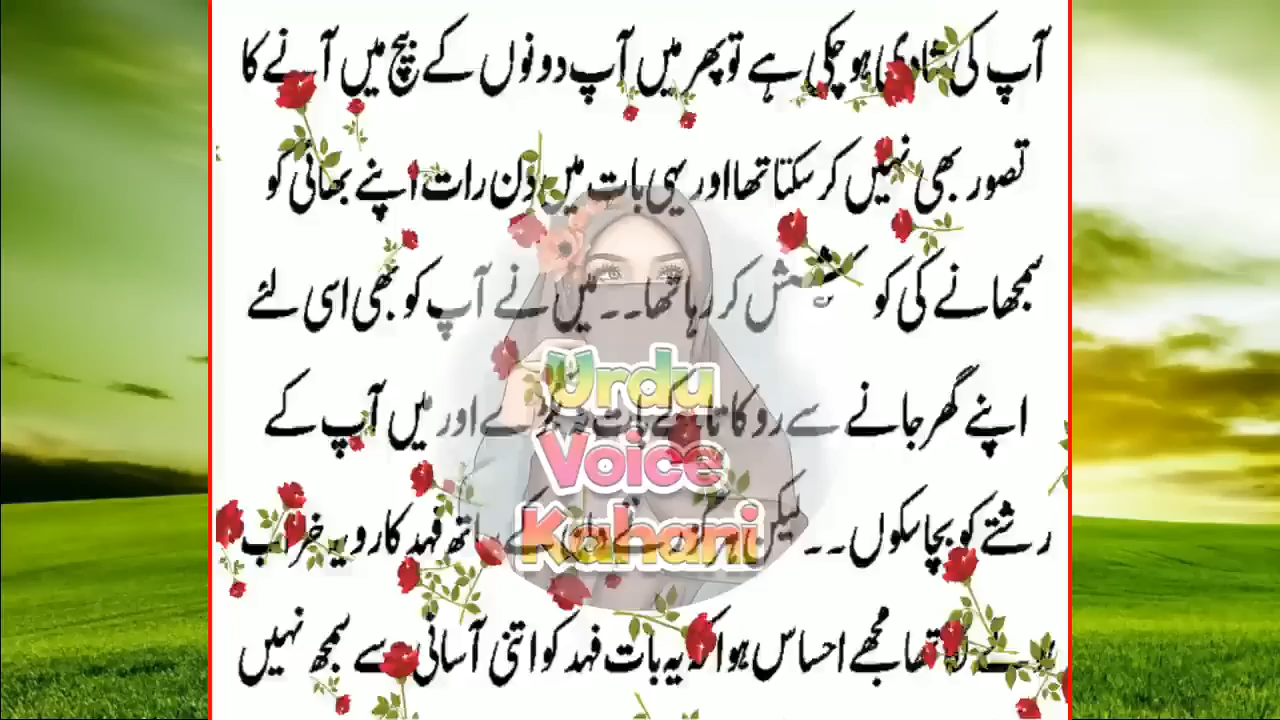 آپ کی شادی ہو چکی ہے تو پھر میں آپ دونوں کے بیچ میں آنے کا
تصور بھی نہیں کر سکتا تھا اور یہی بات میں دن رات اپنے بھائی کو
سمجھانے کی کوشش کر رہا تھا۔۔ میں نے آپ کو بھی اسی لئے
اپنے گھر جانے سے روکا تا کے بات اور میں آپ کے
رشتے کو بچا سکوں۔۔ لیکن ساتھ فہد کا رویہ خراب
تھا مجھے احساس ہوا کہ یہ بات فہد کو اتنی آسانی سے سمجھ نہیں
Urdu
Voice
Kahani